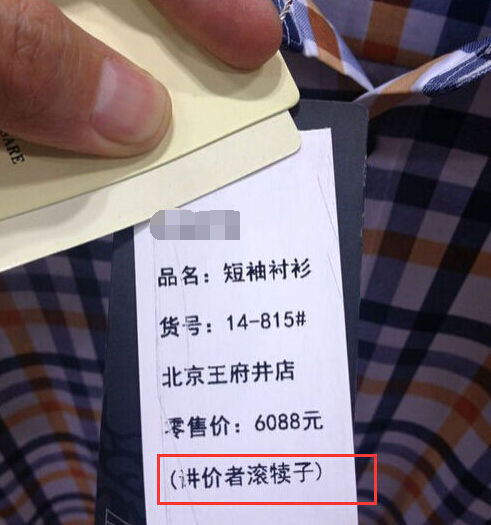 品名：短袖衬衫
货号：14-815#
北京王府井店
零售价：6088元
(讲价者滚犊子)